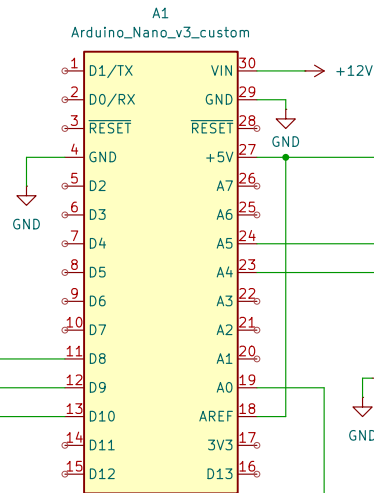 A1
Arduino_Nano_v3_custom
1 D1/TX VIN 30 +12V
2 D0/RX GND 29
3 RESET RESET 28
GND
4 GND +5V 27
5 D2 A7 26
6 D3 A6 25
GND
7 D4 A5 24
8 D5 A4 23
9 D6 A3 22
10 D7 A2 21
11 D8 A1 20
12 D9 A0 19
13 D10 AREF 18
GND
14 D11 3V3 17
15 D12 D13 16